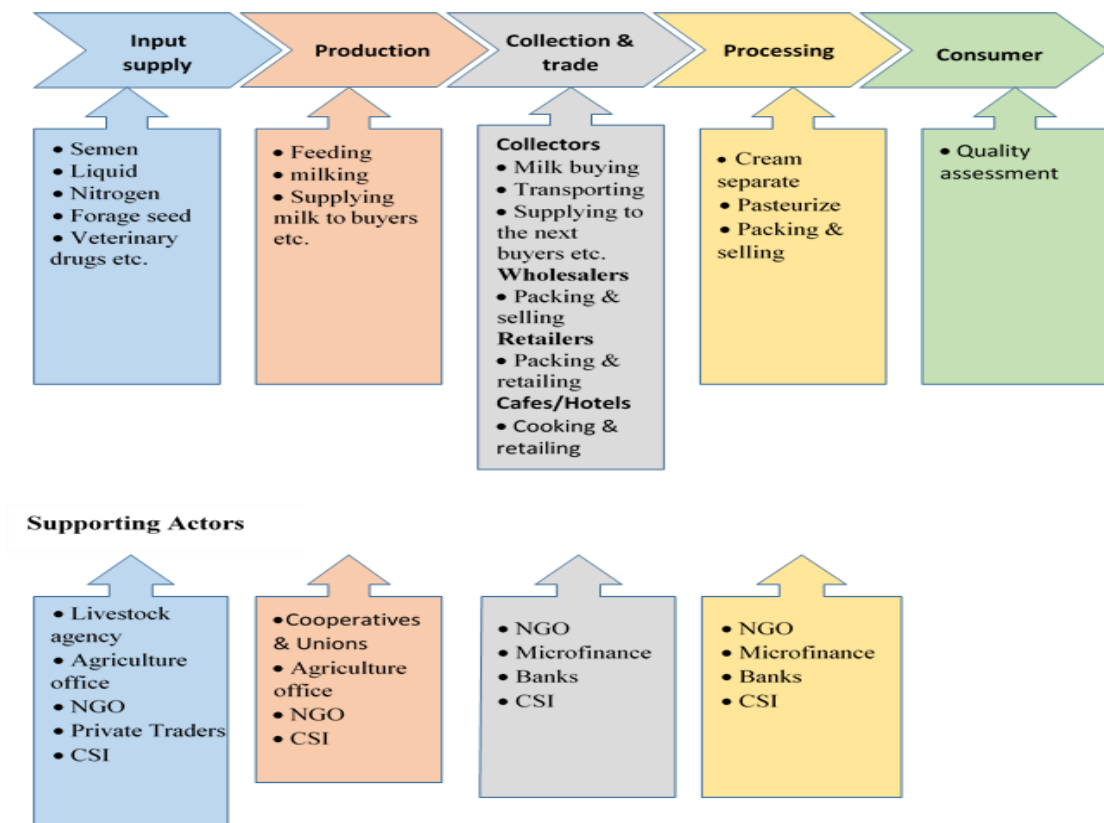 Input
supply
Production
Collection &
trade
Processing
Consumer
• Semen
• Liquid
• Nitrogen
• Forage seed
• Veterinary
drugs etc.
• Feeding
• milking
• Supplying
milk to buyers
etc.
Collectors
• Milk buying
• Transporting
• Supplying to
the next
buyers etc.
Wholesalers
• Packing &
selling
Retailers
• Packing &
retailing
Cafes/Hotels
• Cooking &
retailing
• Cream
separate
• Pasteurize
• Packing &
selling
• Quality
assessment
Supporting Actors
• Livestock
agency
• Agriculture
office
• NGO
• Private Traders
• CSI
•Cooperatives
& Unions
• Agriculture
office
• NGO
• CSI
• NGO
• Microfinance
• Banks
• CSI
• NGO
• Microfinance
• Banks
• CSI